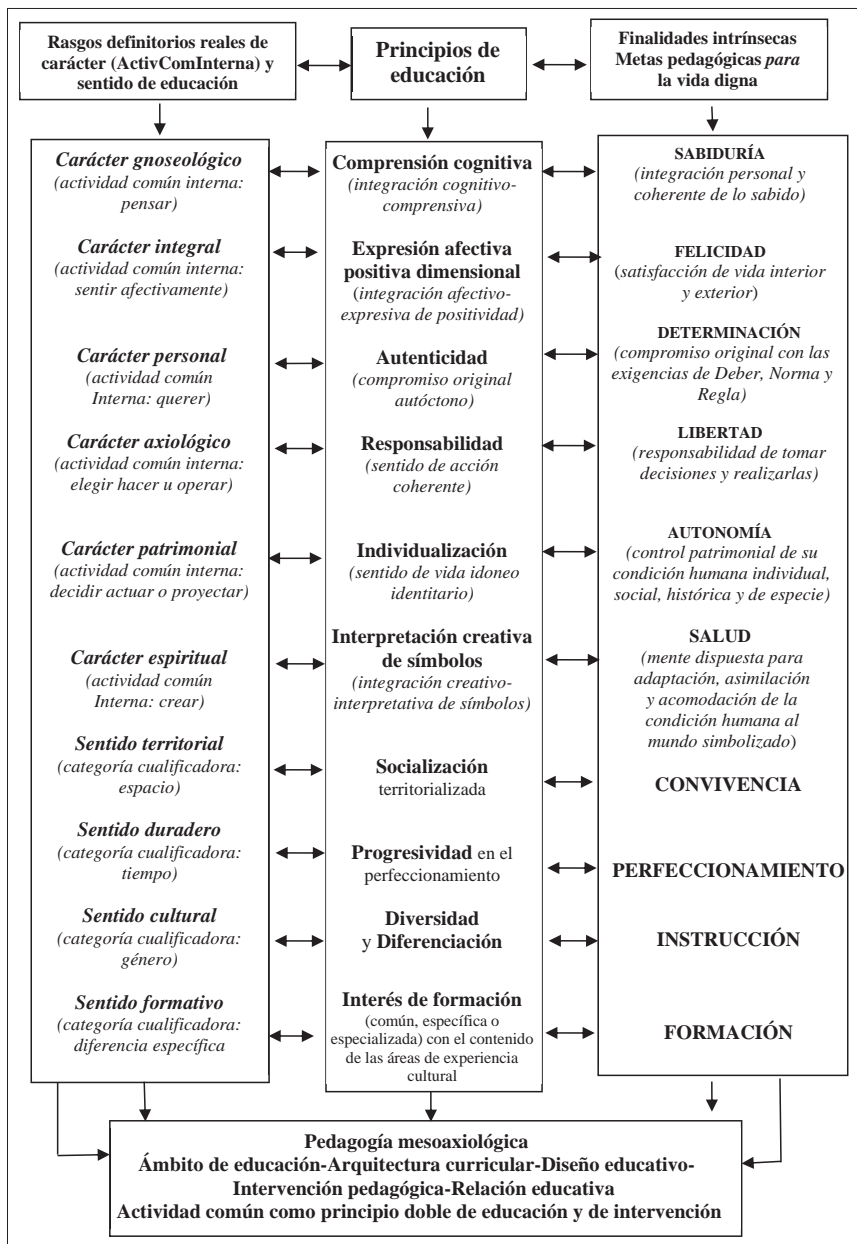 Rasgos definitorios reales de
carácter (ActivComInterna) y
sentido de educación
Principios de
educación
Finalidades intrínsecas
Metas pedagógicas para
la vida digna
Carácter gnoseológico
(actividad común interna:
pensar)
Comprensión cognitiva
(integración cognitivo-
comprensiva)
SABIDURÍA
(integración personal y
coherente de lo sabido)
Carácter integral
(actividad común interna:
sentir afectivamente)
Expresión afectiva
positiva dimensional
(integración afectivo-
expresiva de positividad)
FELICIDAD
(satisfacción de vida interior
y exterior)
Carácter personal
(actividad común
Interna: querer)
Autenticidad
(compromiso original
autóctono)
DETERMINACIÓN
(compromiso original con las
exigencias de Deber, Norma y
Regla)
Carácter axiológico
(actividad común interna:
elegir hacer u operar)
Responsabilidad
(sentido de acción
coherente)
LIBERTAD
(responsabilidad de tomar
decisiones y realizarlas)
Carácter patrimonial
(actividad común interna:
decidir actuar o proyectar)
Individualización
(sentido de vida idoneo
identitario)
AUTONOMÍA
(control patrimonial de su
condición humana individual,
social, histórica y de especie)
Carácter espiritual
(actividad común
Interna: crear)
Interpretación creativa
de símbolos
(integración creativo-
interpretativa de símbolos)
SALUD
(mente dispuesta para
adaptación, asimilación
y acomodación de la
condición humana al
mundo simbolizado)
Sentido territorial
(categoría cualificadora:
espacio)
Socialización
territorializada
CONVIVENCIA
Sentido duradero
(categoría cualificadora:
tiempo)
Progresividad en el
perfeccionamiento
PERFECCIONAMIENTO
Sentido cultural
(categoría cualificadora:
género)
Diversidad
y Diferenciación
INSTRUCCIÓN
Sentido formativo
(categoría cualificadora:
diferencia específica
Interés de formación
(común, específica o
especializada) con el contenido
de las áreas de experiencia
cultural
FORMACIÓN
Pedagogía mesoaxiológica
Ámbito de educación-Arquitectura curricular-Diseño educativo-
Intervención pedagógica-Relación educativa
Actividad común como principio doble de educación y de intervención